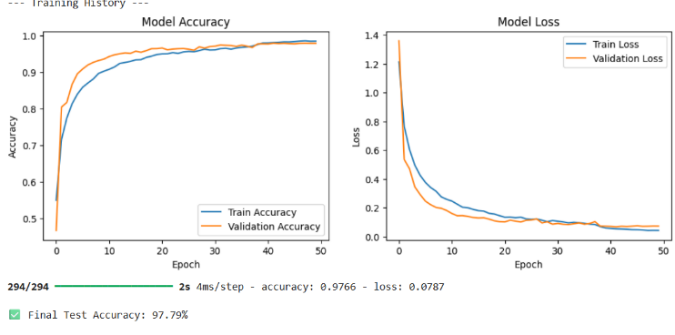 --- Training History ---
Model Accuracy
1.0
0.9
0.8
0.7
0.6
0.5
Accuracy
0 10 20 30 40 50
Epoch
Train Accuracy
Validation Accuracy
Model Loss
1.4
1.2
1.0
0.8
0.6
0.4
0.2
0.0
Loss
0 10 20 30 40 50
Epoch
Train Loss
Validation Loss
294/294 ━━━━━━━━━━━━━━━━━━━━ 2s 4ms/step - accuracy: 0.9766 - loss: 0.0787
✅ Final Test Accuracy: 97.79%